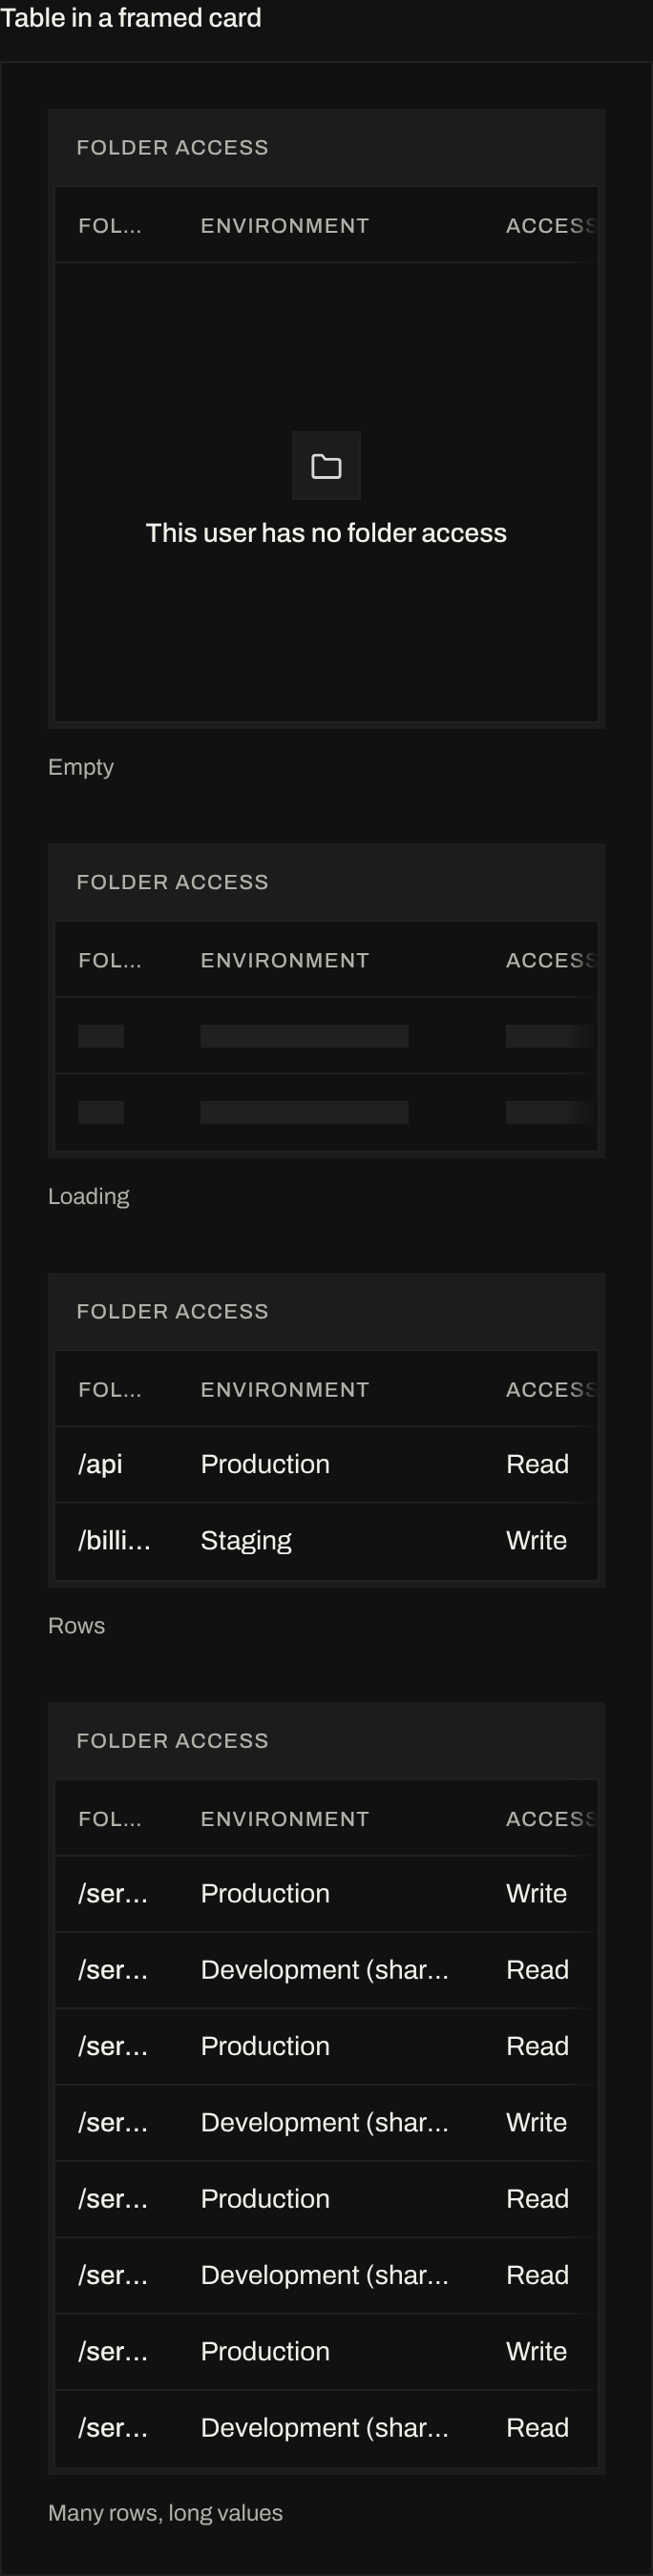 Table in a framed card
FOLDER ACCESS
FOL... ENVIRONMENT ACCESS
This user has no folder access
Empty
FOLDER ACCESS
FOL... ENVIRONMENT ACCESS
Loading
FOLDER ACCESS
FOL... ENVIRONMENT ACCESS
/api Production Read
/billi... Staging Write
Rows
FOLDER ACCESS
FOL... ENVIRONMENT ACCESS
/ser... Production Write
/ser... Development (shar... Read
/ser... Production Read
/ser... Development (shar... Write
/ser... Production Read
/ser... Development (shar... Read
/ser... Production Write
/ser... Development (shar... Read
Many rows, long values